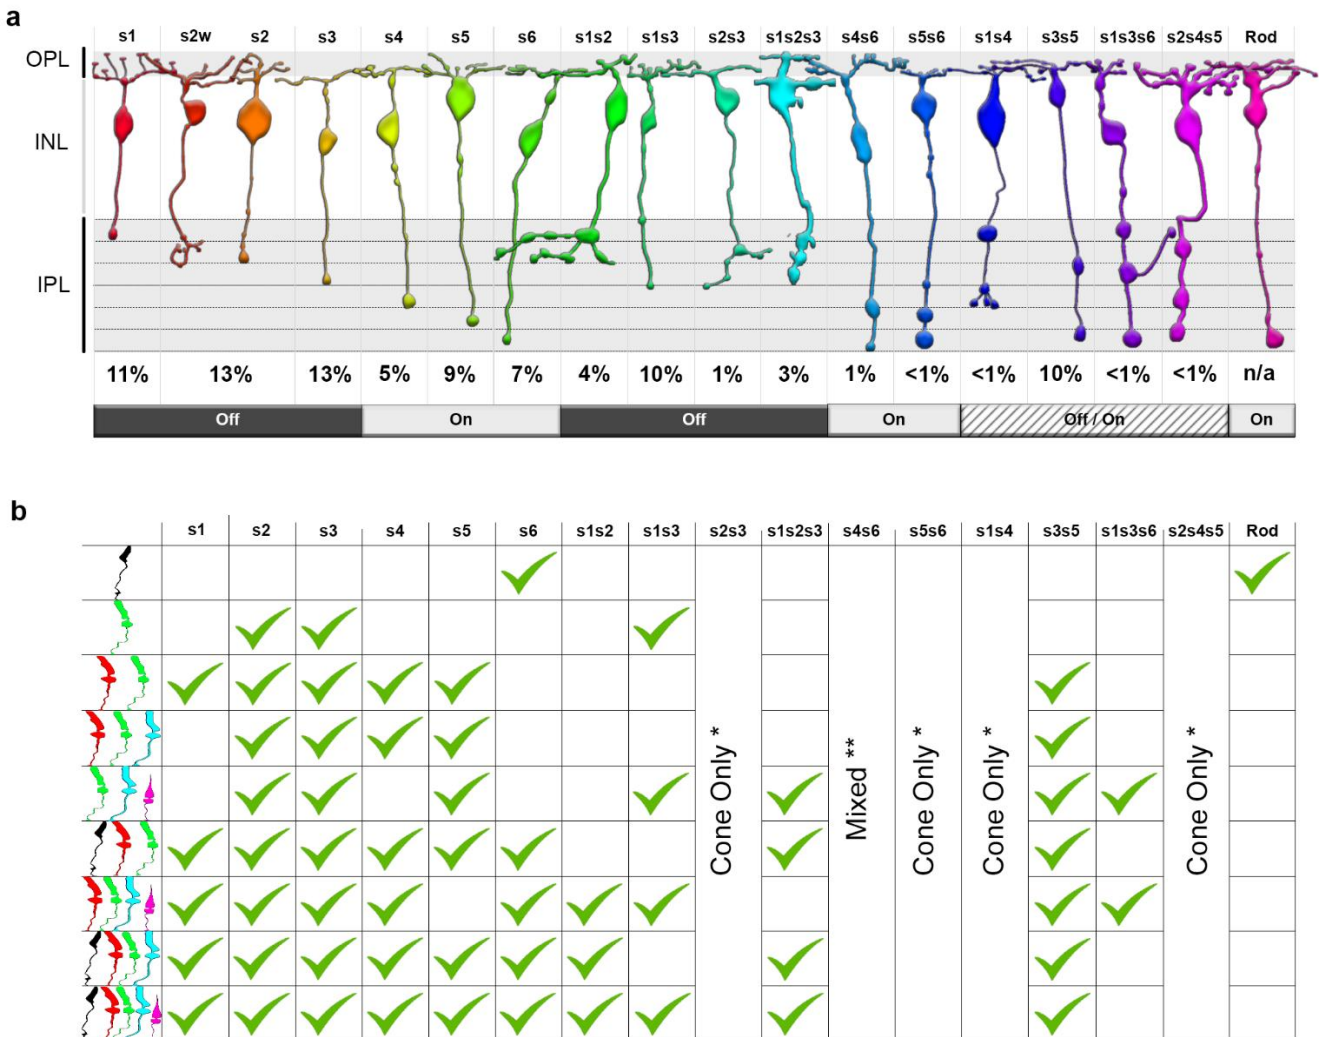 a
s1 s2w s2 s3 s4 s5 s6 s1s2 s1s3 s2s3 s1s2s3 s4s6 s5s6 s1s4 s3s5 s1s3s6 s2s4s5 Rod
OPL
INL
IPL
11% 13% 13% 5% 9% 7% 4% 10% 1% 3% 1% <1% <1% 10% <1% <1% n/a
Off On Off On Off / On On
b
s1 s2 s3 s4 s5 s6 s1s2 s1s3 s2s3 s1s2s3 s4s6 s5s6 s1s4 s3s5 s1s3s6 s2s4s5 Rod
Cone Only *
Mixed **
Cone Only *
Cone Only *
Cone Only *